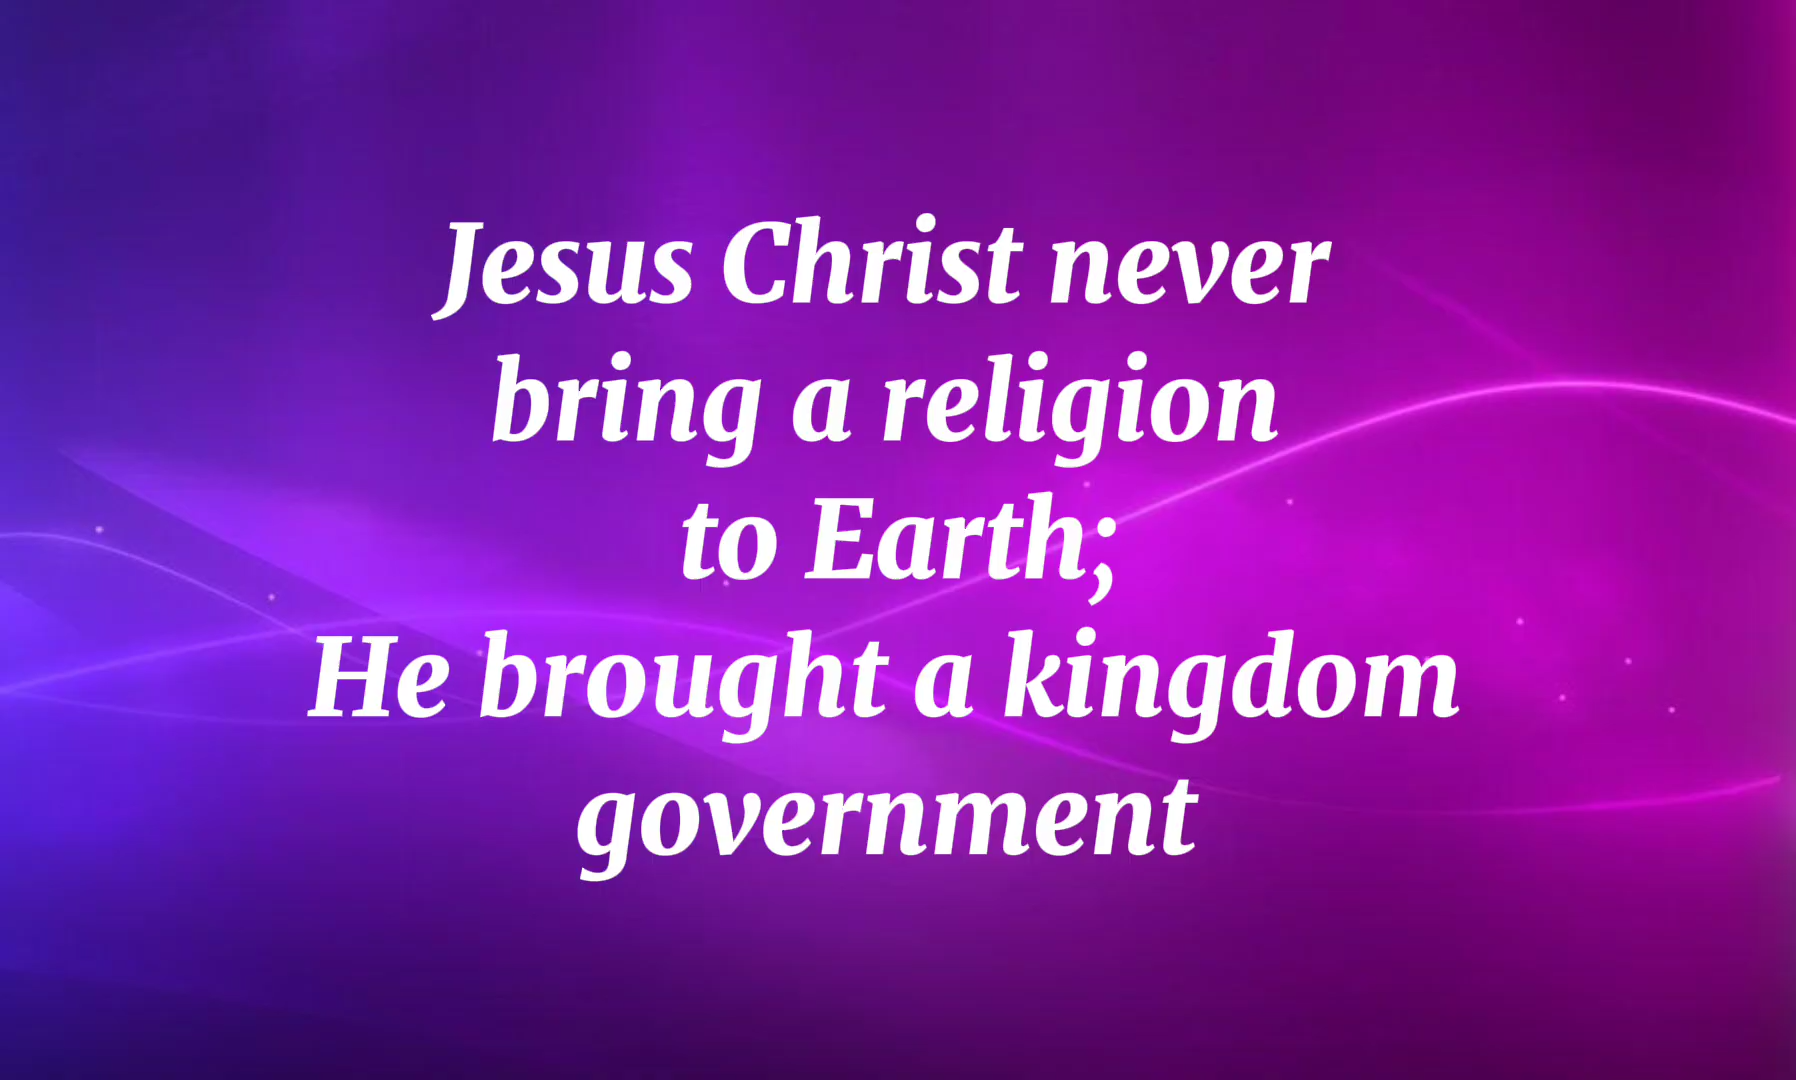 Jesus Christ never
bring a religion
to Earth;
He brought a kingdom
government